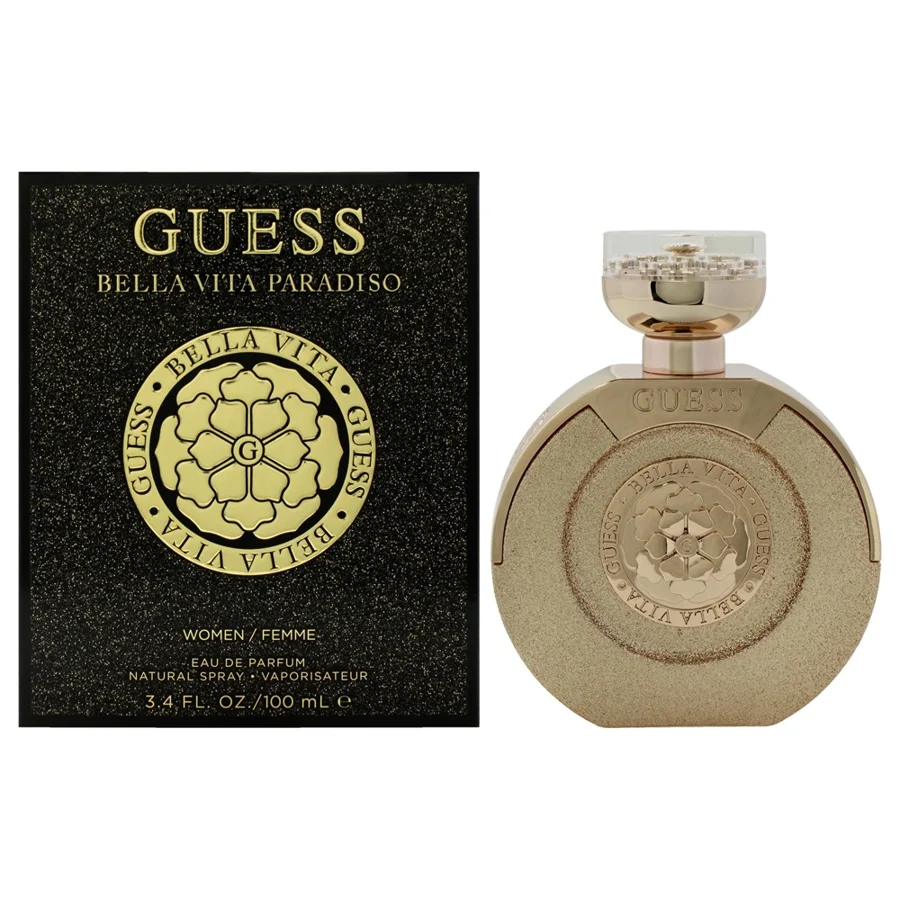 GUESS
BELLA VITA PARADISO
• BELLA VITA • GUESS • BELLA VITA • GUESS
G
WOMEN / FEMME
EAU DE PARFUM
NATURAL SPRAY • VAPORISATEUR
3.4 FL. OZ./100 mL ℮
GUESS
• BELLA VITA • GUESS • BELLA VITA • GUESS
G